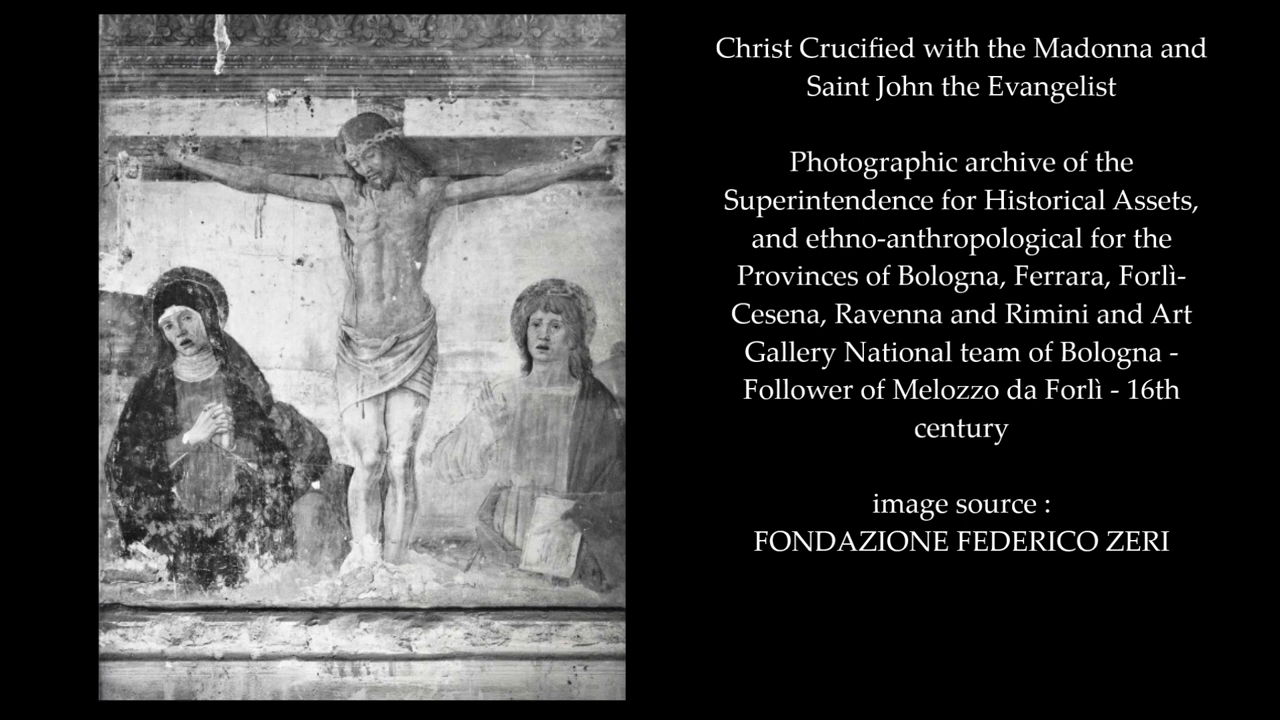 Christ Crucified with the Madonna and
Saint John the Evangelist
Photographic archive of the
Superintendence for Historical Assets,
and ethno-anthropological for the
Provinces of Bologna, Ferrara, Forlì-
Cesena, Ravenna and Rimini and Art
Gallery National team of Bologna -
Follower of Melozzo da Forlì - 16th
century
image source :
FONDAZIONE FEDERICO ZERI